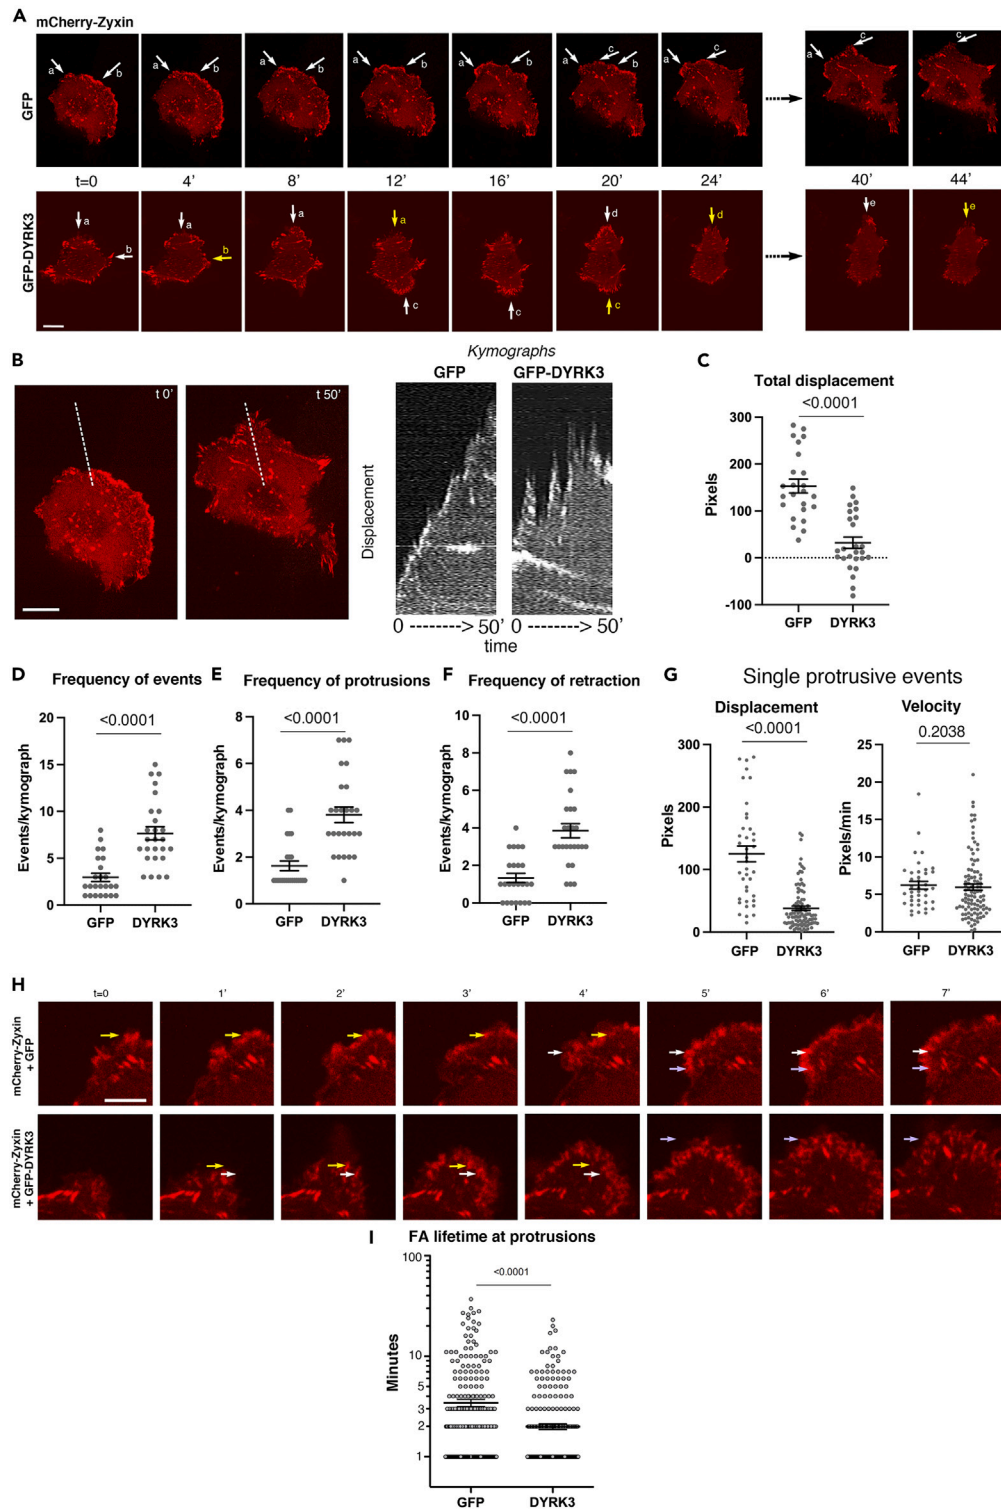 A
mCherry-Zyxin
GFP
a b
a b
a b
a b
a b
a c b
a c
a c
c
t=0 4' 8' 12' 16' 20' 24' 40' 44'
GFP-DYRK3
a b
a b
a
a c
c
d c
d
e
e
B
t 0'
t 50'
Kymographs
GFP GFP-DYRK3
Displacement
0 --------> 50' 0 --------> 50'
time
C
Total displacement
<0.0001
Pixels
300
200
100
0
-100
GFP DYRK3
D
Frequency of events
<0.0001
Events/kymograph
20
15
10
5
0
GFP DYRK3
E
Frequency of protrusions
<0.0001
Events/kymograph
8
6
4
2
0
GFP DYRK3
F
Frequency of retraction
<0.0001
Events/kymograph
10
8
6
4
2
0
GFP DYRK3
G
Single protrusive events
Displacement
<0.0001
Pixels
300
200
100
0
GFP DYRK3
Velocity
0.2038
Pixels/min
25
20
15
10
5
0
GFP DYRK3
H
t=0 1' 2' 3' 4' 5' 6' 7'
mCherry-Zyxin
+ GFP
mCherry-Zyxin
+ GFP-DYRK3
I
FA lifetime at protrusions
<0.0001
Minutes
100
10
5
3
2
1
GFP DYRK3